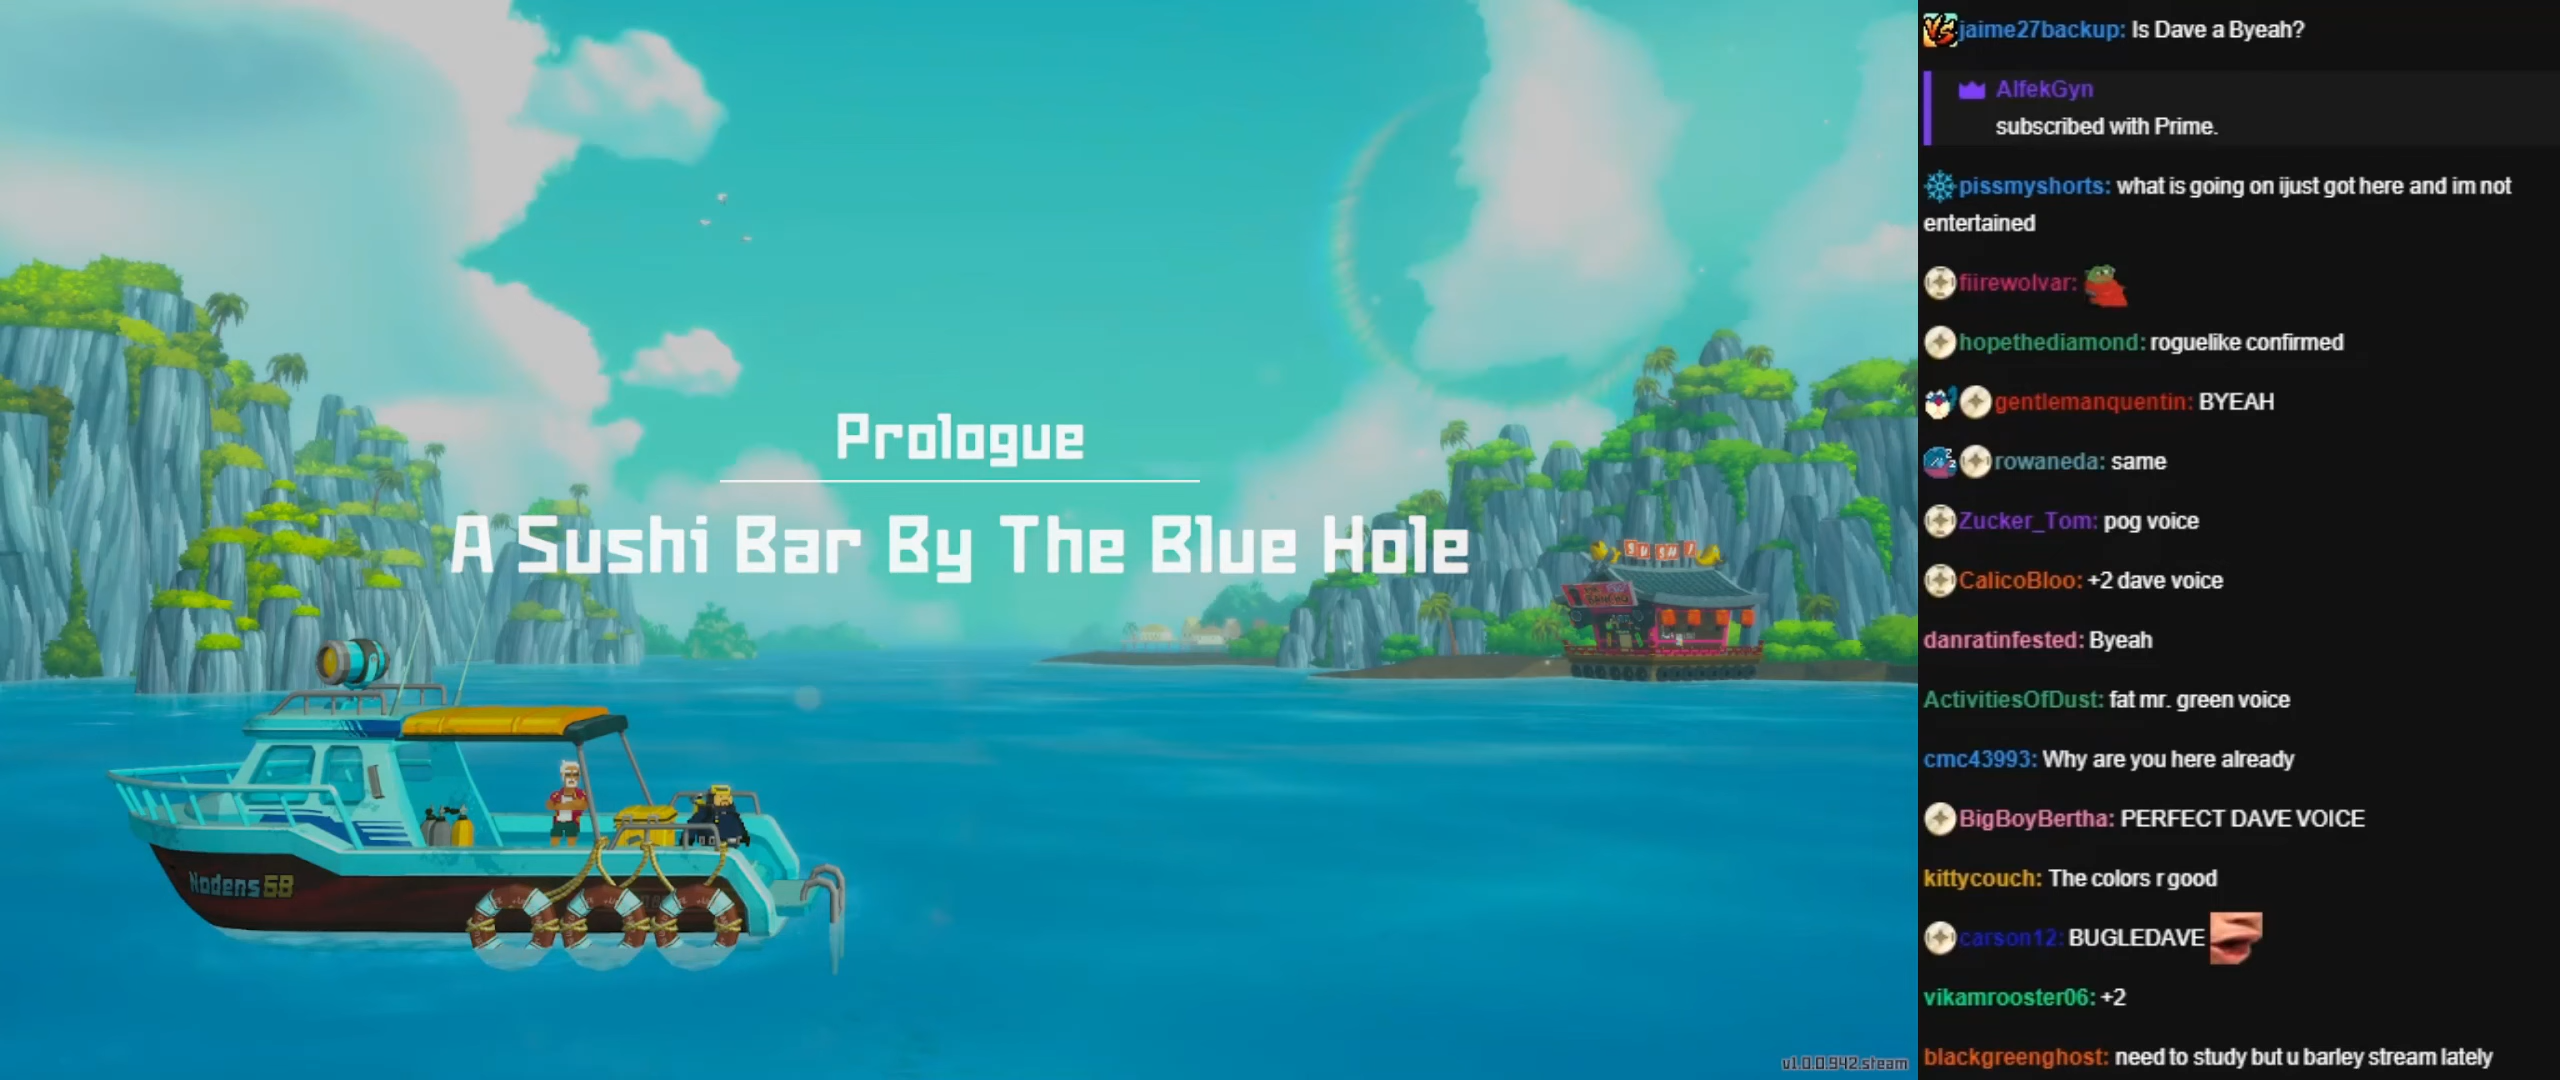 Prologue
A Sushi Bar By The Blue Hole
SUSHI
Nodens 58
v1.0.0.942.steam
jaime27backup: Is Dave a Byeah?
AlfekGyn
subscribed with Prime.
pissmyshorts: what is going on ijust got here and im not
entertained
fiirewolvar:
hopethediamond: roguelike confirmed
gentlemanquentin: BYEAH
rowaneda: same
Zucker_Tom: pog voice
CalicoBloo: +2 dave voice
danratinfested: Byeah
ActivitiesOfDust: fat mr. green voice
cmc43993: Why are you here already
BigBoyBertha: PERFECT DAVE VOICE
kittycouch: The colors r good
carson12: BUGLEDAVE
vikamrooster06: +2
blackgreenghost: need to study but u barley stream lately